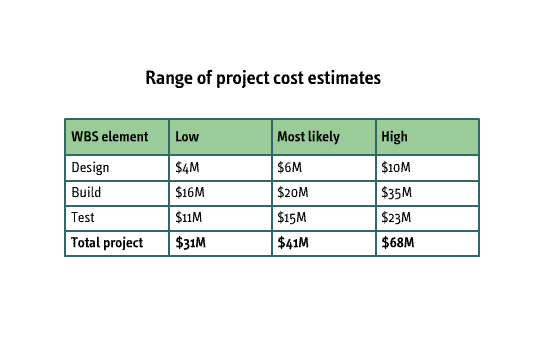 Range of project cost estimates
WBS element Low Most likely High
Design $4M $6M $10M
Build $16M $20M $35M
Test $11M $15M $23M
Total project $31M $41M $68M